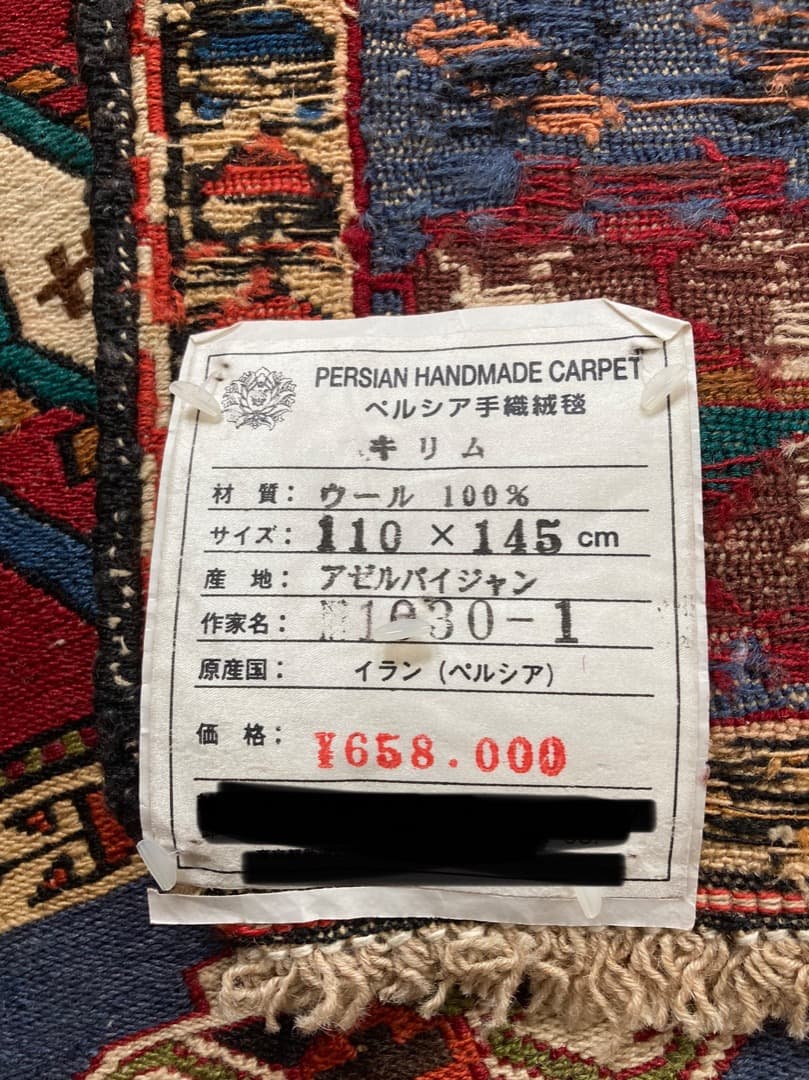 PERSIAN HANDMADE CARPET
ペルシア手織絨毯
キリム
材 質： ウール 100%
サイズ： 110 × 145 cm
産 地： アゼルバイジャン
作家名： M1030-1
原産国： イラン (ペルシア)
価 格： ¥658.000